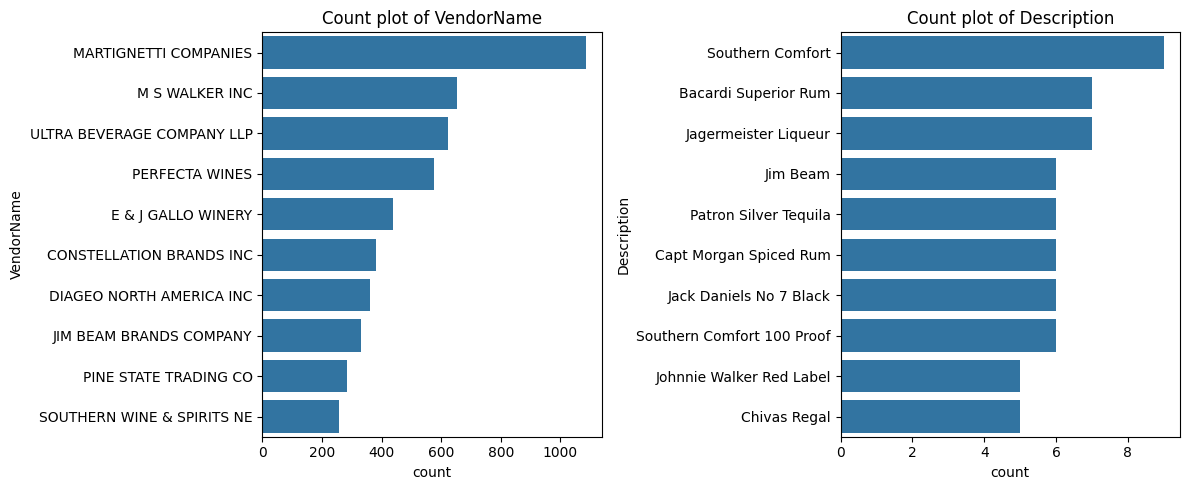 Count plot of VendorName
VendorName
MARTIGNETTI COMPANIES
M S WALKER INC
ULTRA BEVERAGE COMPANY LLP
PERFECTA WINES
E & J GALLO WINERY
CONSTELLATION BRANDS INC
DIAGEO NORTH AMERICA INC
JIM BEAM BRANDS COMPANY
PINE STATE TRADING CO
SOUTHERN WINE & SPIRITS NE
0 200 400 600 800 1000
count
Count plot of Description
Description
Southern Comfort
Bacardi Superior Rum
Jagermeister Liqueur
Jim Beam
Patron Silver Tequila
Capt Morgan Spiced Rum
Jack Daniels No 7 Black
Southern Comfort 100 Proof
Johnnie Walker Red Label
Chivas Regal
0 2 4 6 8
count